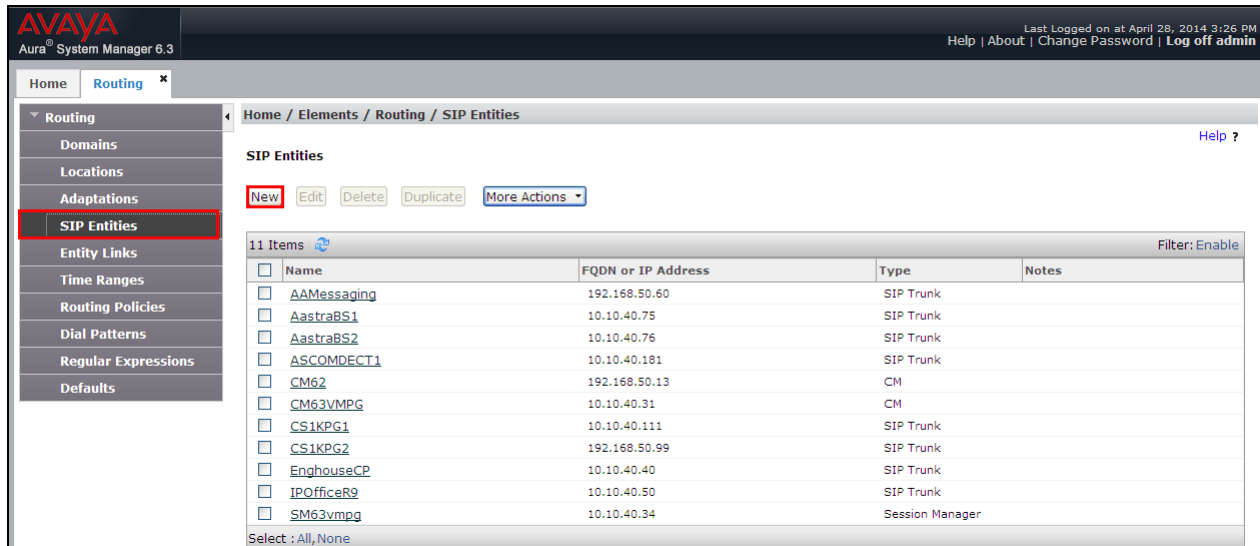 AVAYA
Last Logged on at April 28, 2014 3:26 PM
Aura® System Manager 6.3
Help | About | Change Password | Log off admin
Home Routing ×
Routing
Domains
Locations
Adaptations
SIP Entities
Entity Links
Time Ranges
Routing Policies
Dial Patterns
Regular Expressions
Defaults
Home / Elements / Routing / SIP Entities
Help ?
SIP Entities
New Edit Delete Duplicate More Actions
11 Items Filter: Enable
Name FQDN or IP Address Type Notes
AAMessaging 192.168.50.60 SIP Trunk
AastraBS1 10.10.40.75 SIP Trunk
AastraBS2 10.10.40.76 SIP Trunk
ASCOMDECT1 10.10.40.181 SIP Trunk
CM62 192.168.50.13 CM
CM63VMPG 10.10.40.31 CM
CS1KPG1 10.10.40.111 SIP Trunk
CS1KPG2 192.168.50.99 SIP Trunk
EnghouseCP 10.10.40.40 SIP Trunk
IPOfficeR9 10.10.40.50 SIP Trunk
SM63vmpg 10.10.40.34 Session Manager
Select : All, None